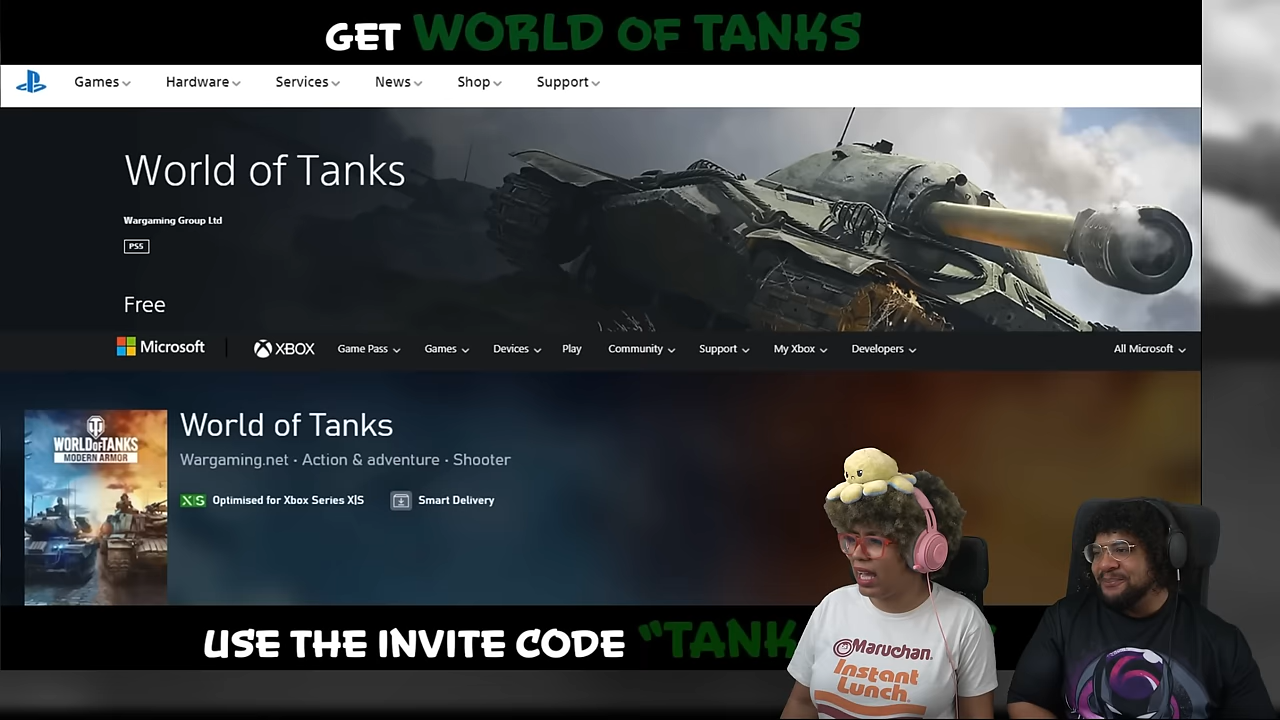 GET WORLD OF TANKS
Games Hardware Services News Shop Support
World of Tanks
Wargaming Group Ltd
PS5
Free
Microsoft XBOX Game Pass Games Devices Play Community Support My Xbox Developers All Microsoft
World of Tanks
Wargaming.net · Action & adventure · Shooter
X|S Optimised for Xbox Series X|S Smart Delivery
WORLD OF TANKS
MODERN ARMOR
USE THE INVITE CODE "TANK
Maruchan.
Instant
Lunch